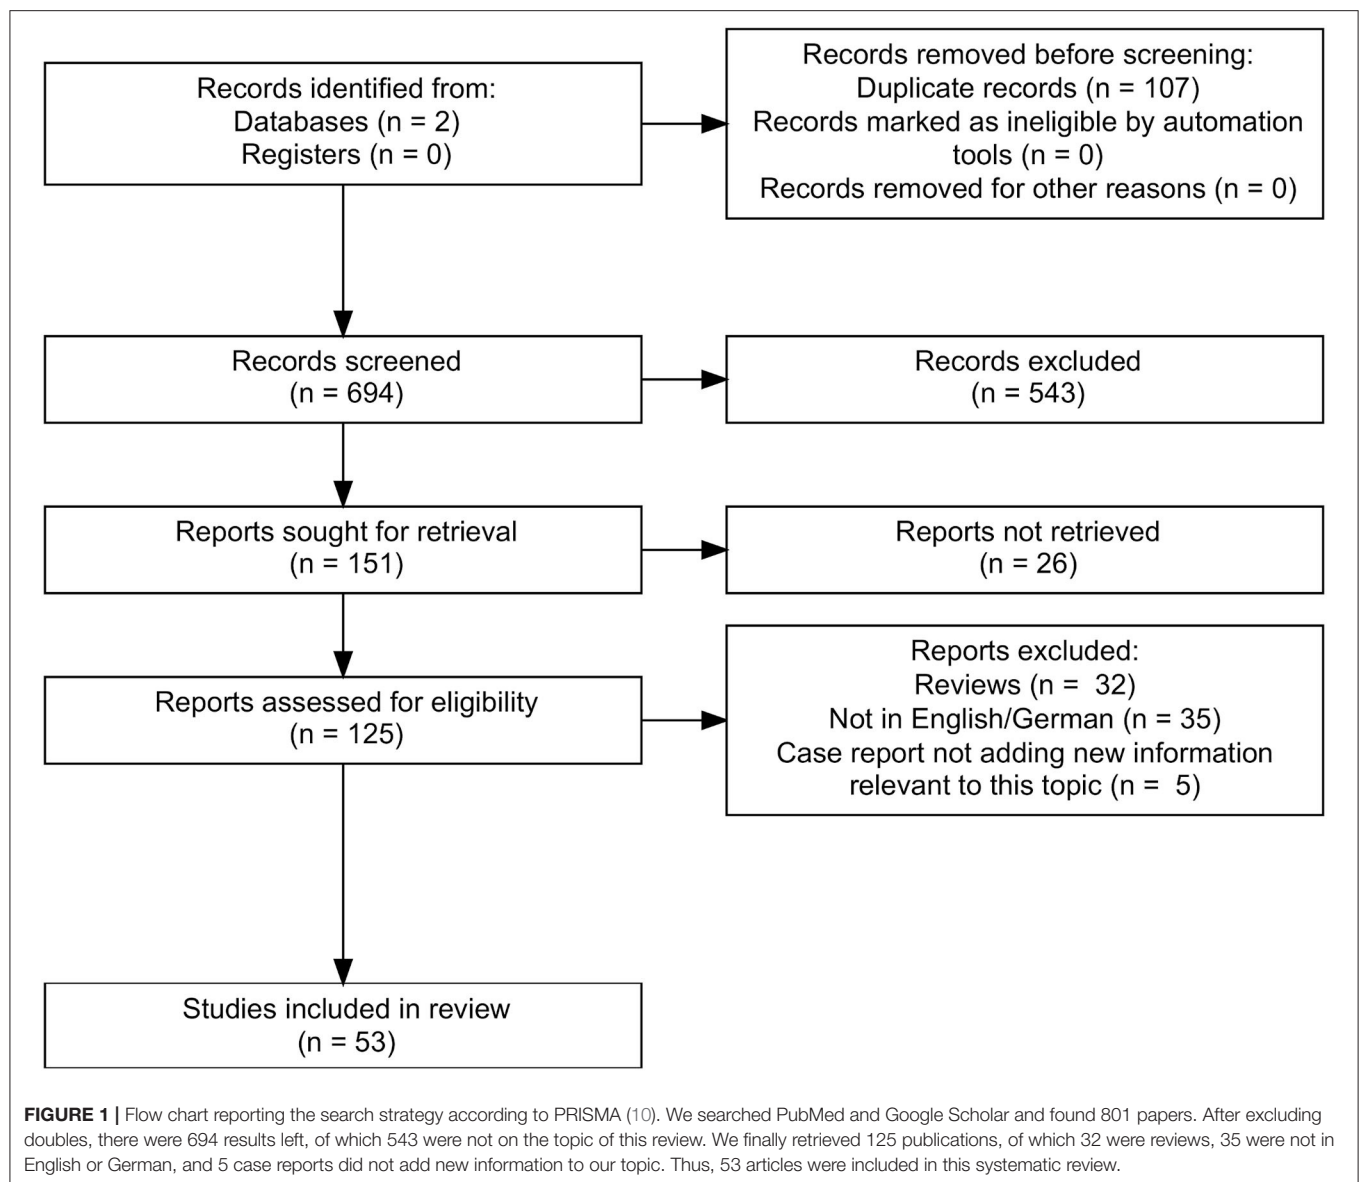 Records identified from:
Databases (n = 2)
Registers (n = 0)
Records removed before screening:
Duplicate records (n = 107)
Records marked as ineligible by automation
tools (n = 0)
Records removed for other reasons (n = 0)
Records screened
(n = 694)
Records excluded
(n = 543)
Reports sought for retrieval
(n = 151)
Reports not retrieved
(n = 26)
Reports assessed for eligibility
(n = 125)
Reports excluded:
Reviews (n =  32)
Not in English/German (n = 35)
Case report not adding new information
relevant to this topic (n =  5)
Studies included in review
(n = 53)
FIGURE 1 | Flow chart reporting the search strategy according to PRISMA (10). We searched PubMed and Google Scholar and found 801 papers. After excluding
doubles, there were 694 results left, of which 543 were not on the topic of this review. We finally retrieved 125 publications, of which 32 were reviews, 35 were not in
English or German, and 5 case reports did not add new information to our topic. Thus, 53 articles were included in this systematic review.